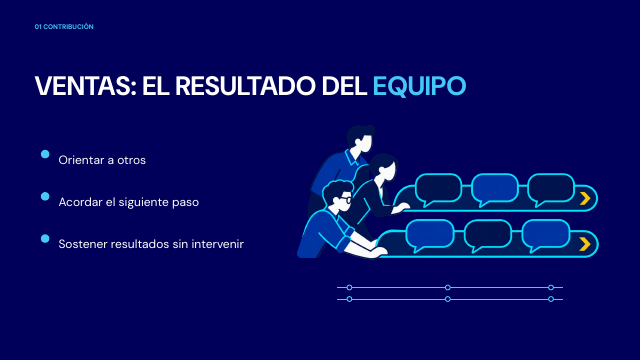 01 CONTRIBUCIÓN
VENTAS: EL RESULTADO DEL EQUIPO
Orientar a otros
Acordar el siguiente paso
Sostener resultados sin intervenir